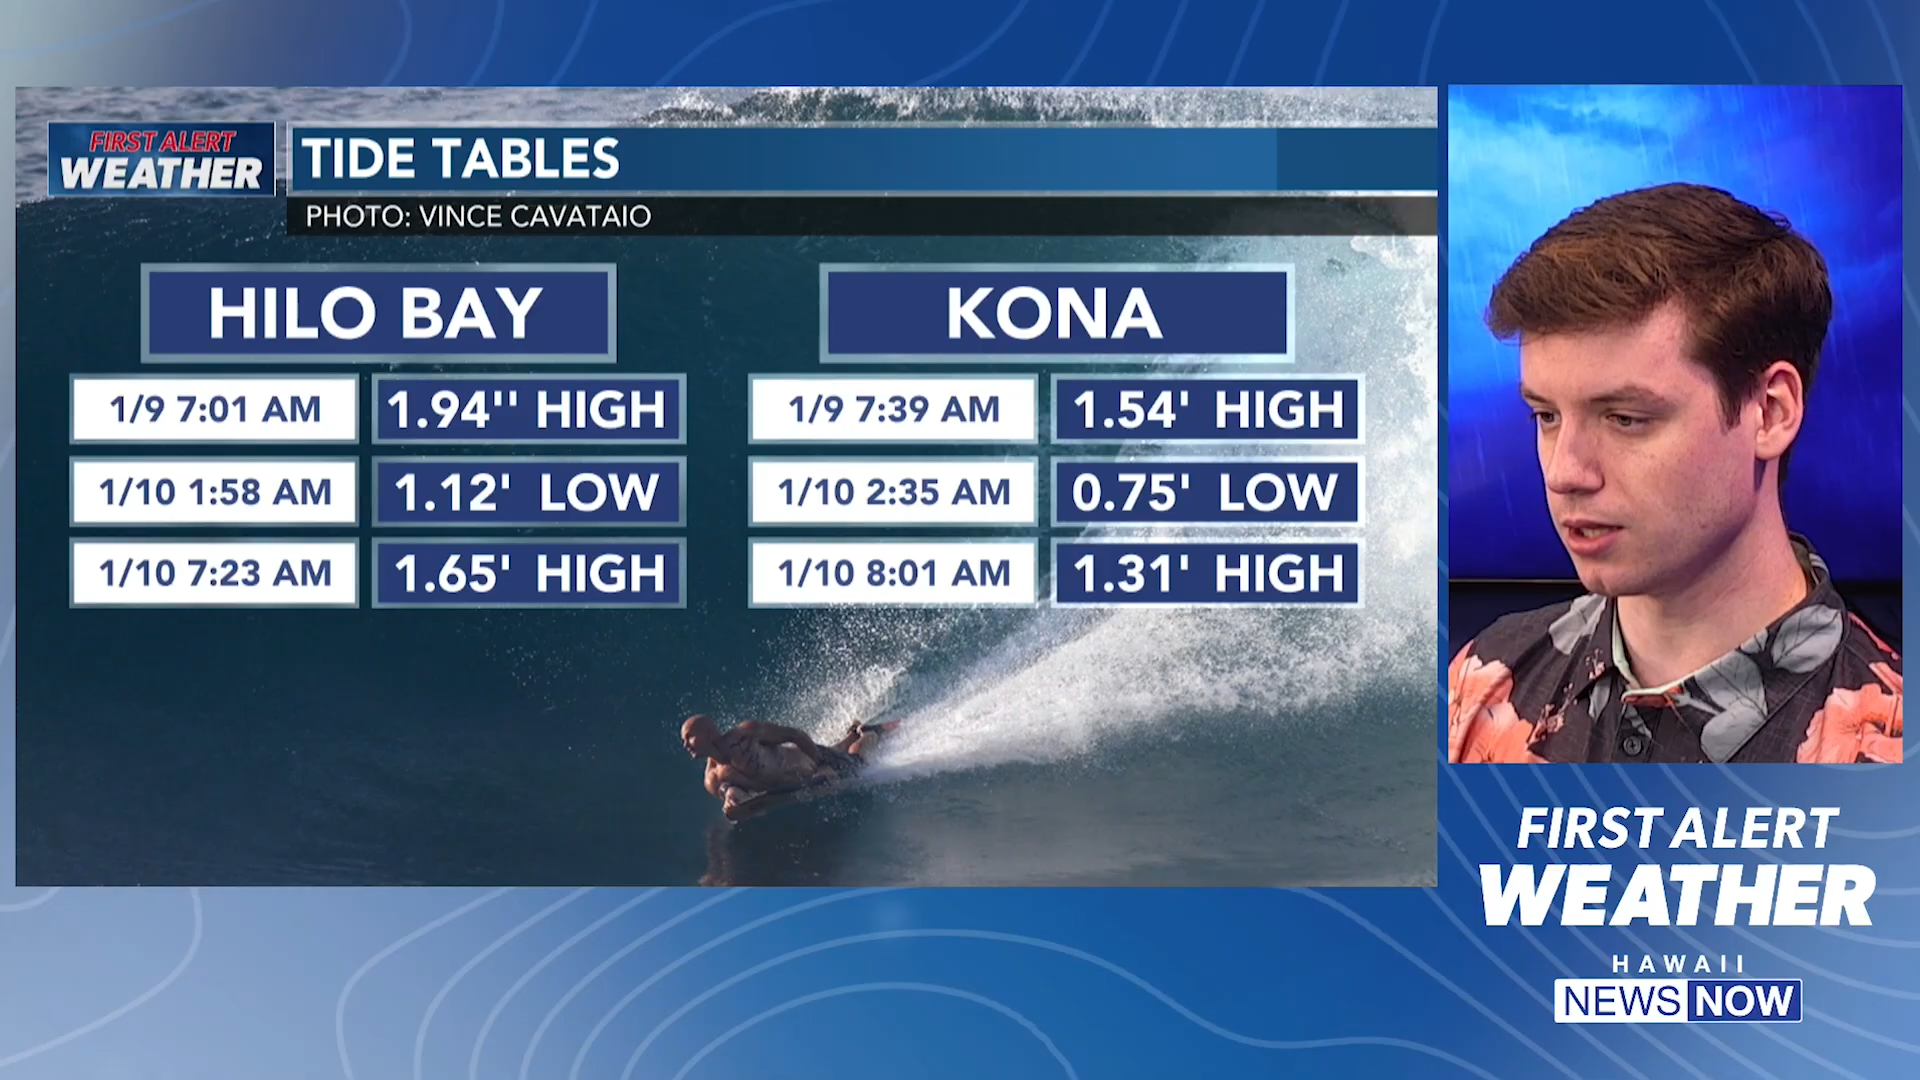 FIRST ALERT
WEATHER
TIDE TABLES
PHOTO: VINCE CAVATAIO
HILO BAY
1/9 7:01 AM 1.94'' HIGH
1/10 1:58 AM 1.12' LOW
1/10 7:23 AM 1.65' HIGH
KONA
1/9 7:39 AM 1.54' HIGH
1/10 2:35 AM 0.75' LOW
1/10 8:01 AM 1.31' HIGH
FIRST ALERT
WEATHER
HAWAII
NEWS NOW